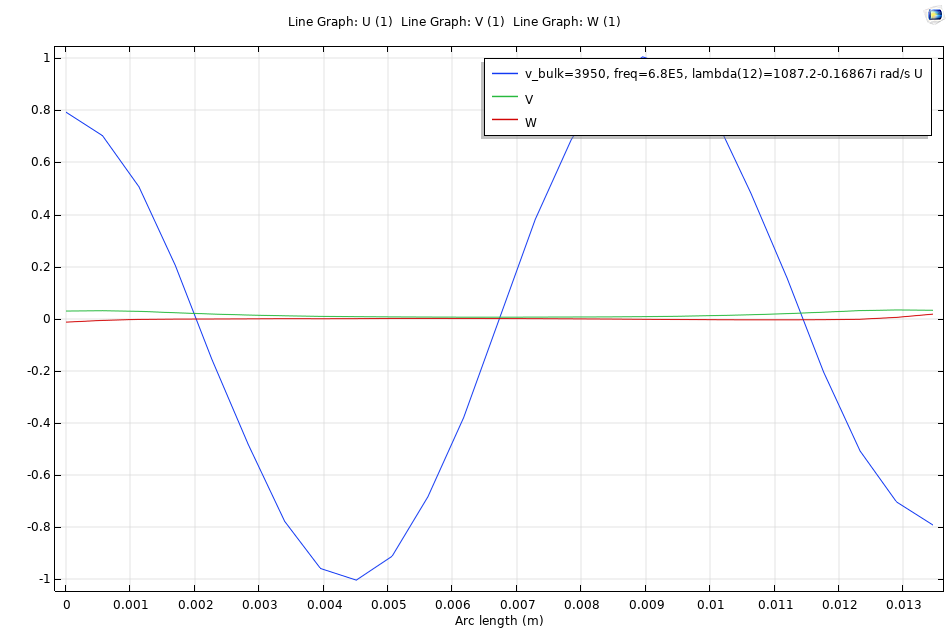 Line Graph: U (1)  Line Graph: V (1)  Line Graph: W (1)
v_bulk=3950, freq=6.8E5, lambda(12)=1087.2-0.16867i rad/s U
V
W
1
0.8
0.6
0.4
0.2
0
-0.2
-0.4
-0.6
-0.8
-1
0 0.001 0.002 0.003 0.004 0.005 0.006 0.007 0.008 0.009 0.01 0.011 0.012 0.013
Arc length (m)